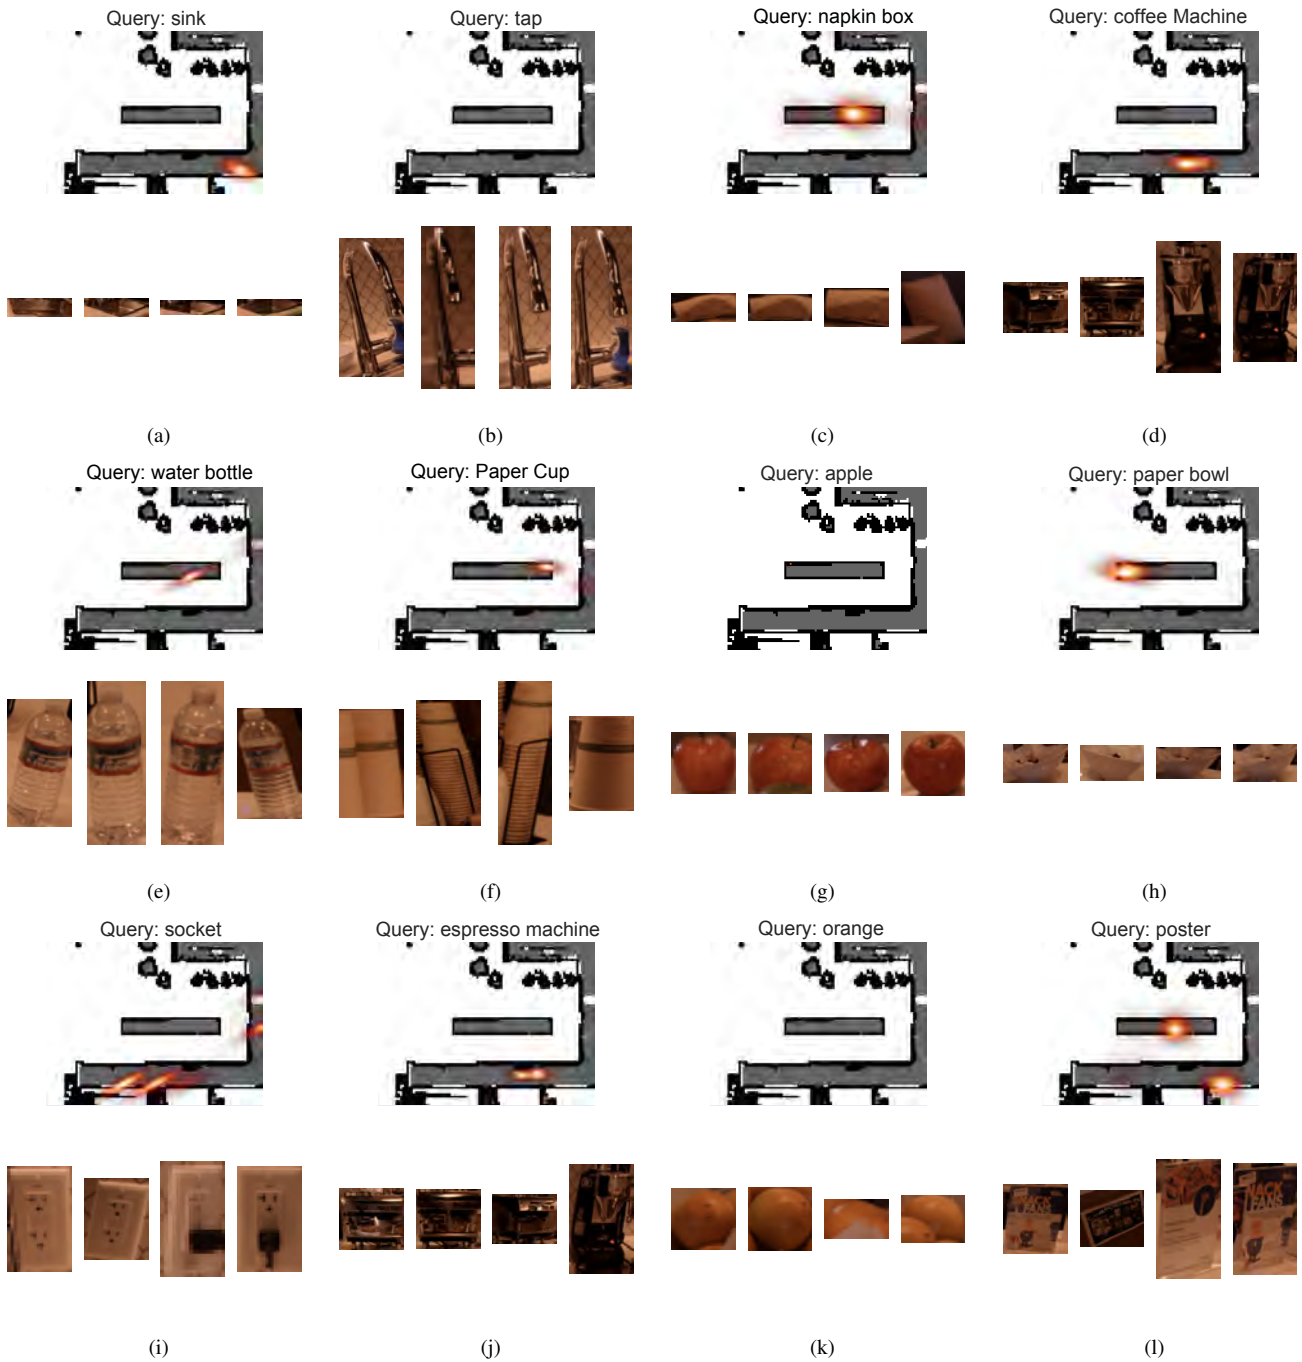 Query: sink
Query: tap
Query: napkin box
Query: coffee Machine
(a)
(b)
(c)
(d)
Query: water bottle
Query: Paper Cup
Query: apple
Query: paper bowl
(e)
(f)
(g)
(h)
Query: socket
Query: espresso machine
Query: orange
Query: poster
(i)
(j)
(k)
(l)